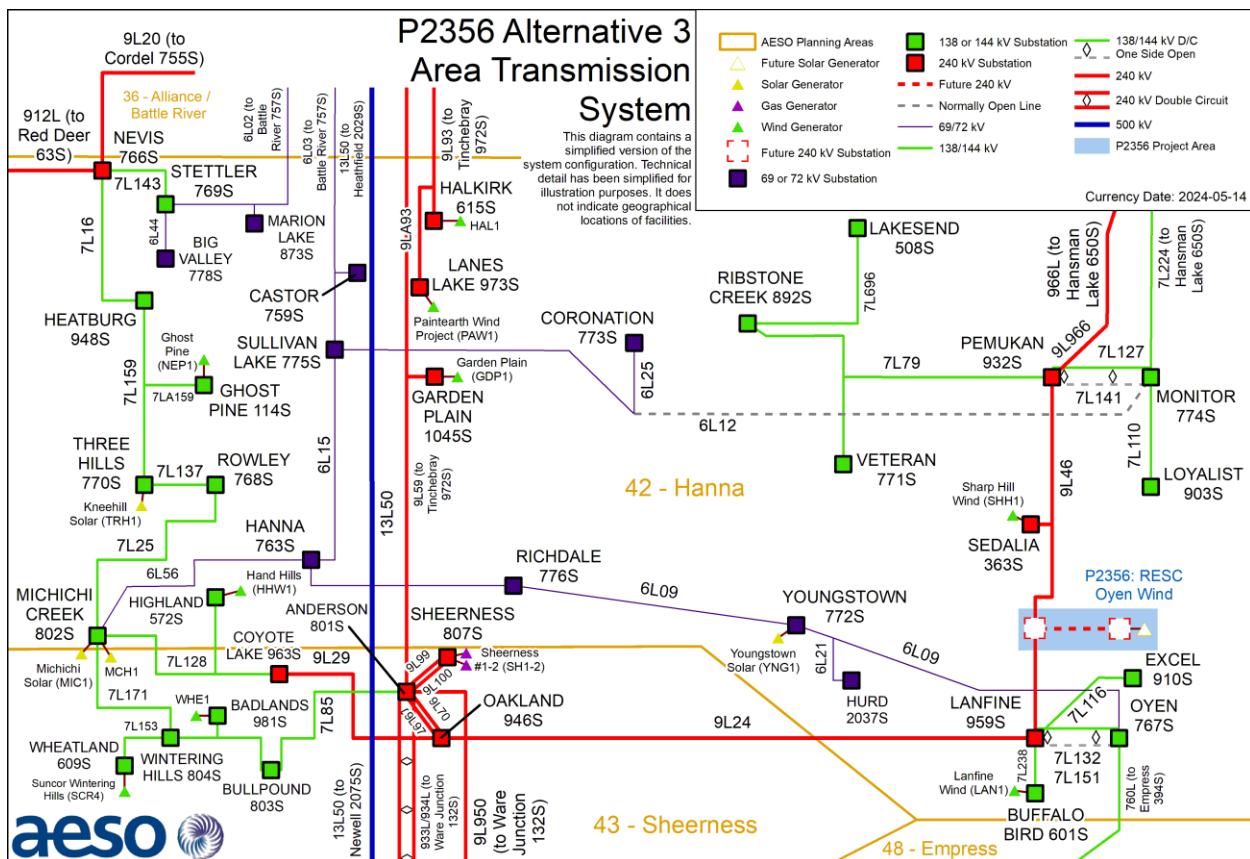 P2356 Alternative 3
Area Transmission
System
This diagram contains a
simplified version of the
system configuration. Technical
detail has been simplified for
illustration purposes. It does
not indicate geographical
locations of facilities.
AESO Planning Areas
Future Solar Generator
Solar Generator
Gas Generator
Wind Generator
Future 240 kV Substation
69 or 72 kV Substation
138 or 144 kV Substation
240 kV Substation
Future 240 kV
Normally Open Line
69/72 kV
138/144 kV
138/144 kV D/C
One Side Open
240 kV
240 kV Double Circuit
500 kV
P2356 Project Area
Currency Date: 2024-05-14
9L20 (to
Cordel 755S)
36 - Alliance /
Battle River
912L (to
Red Deer
63S)
NEVIS
766S
7L143
STETTLER
769S
6L02 (to
Battle
River 757S)
6L03 (to
Battle River 757S)
13L50 (to
Heathfield 2029S)
9L93 (to
Tinchebray
972S)
7L16
6L44
BIG
VALLEY
778S
MARION
LAKE
873S
CASTOR
759S
9LA93
HALKIRK
615S
HAL1
LANES
LAKE 973S
Painteart​h Wind
Project (PAW1)
LAKESEND
508S
7L696
RIBSTONE
CREEK 892S
966L (to
Hansman
Lake 650S)
7L224 (to
Hansman
Lake 650S)
HEATBURG
948S
SULLIVAN
LAKE 775S
CORONATION
773S
6L25
PEMUKAN
932S
9L966
7L127
7L79
7L141
MONITOR
774S
Ghost
Pine
(NEP1)
7L159
7LA159
GHOST
PINE 114S
Garden Plain
(GDP1)
GARDEN
PLAIN
1045S
6L12
6L15
7L110
THREE
HILLS
770S
7L137
ROWLEY
768S
Kneehill
Solar (TRH1)
9L59 (to
Tinchebray
972S)
13L50
42 - Hanna
VETERAN
771S
9L46
LOYALIST
903S
Sharp Hill
Wind (SHH1)
SEDALIA
363S
7L25
HANNA
763S
RICHDALE
776S
6L56
6L09
P2356: RESC
Oyen Wind
MICHICHI
CREEK
802S
HIGHLAND
572S
Hand Hills
(HHW1)
ANDERSON
801S
SHEERNESS
807S
Sheerness
#1-2 (SH1-2)
YOUNGSTOWN
772S
Youngstown
Solar (YNG1)
6L21
6L09
HURD
2037S
Michichi
Solar (MIC1)
MCH1
7L128
COYOTE
LAKE 963S
9L29
9L99
9L100
9L70
9L97
OAKLAND
946S
9L24
LANFINE
959S
7L116
EXCEL
910S
OYEN
767S
7L171
WHE1
BADLANDS
981S
7L153
7L85
WHEATLAND
609S
WINTERING
HILLS 804S
Suncor Wintering
Hills (SCR4)
BULLPOUND
803S
13L50 (to
Newell 2075S)
933L/934L (to
Ware Junction
132S)
9L950
(to Ware
Junction
132S)
43 - Sheerness
7L238
7L132
7L151
Lanfine
Wind (LAN1)
BUFFALO
BIRD 601S
760L (to
Empress
394S)
48 - Empress
aeso